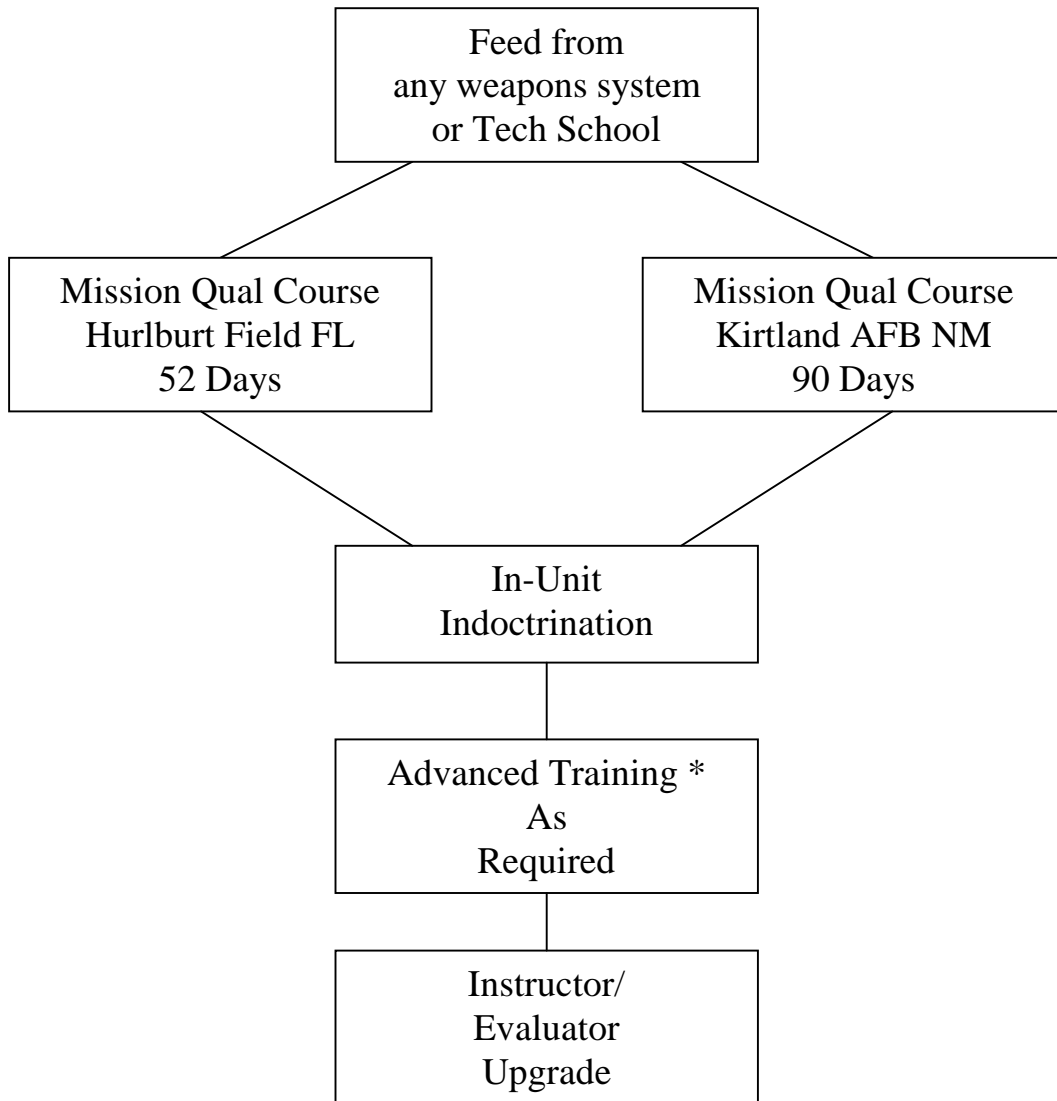 Feed from
any weapons system
or Tech School
Mission Qual Course
Hurlburt Field FL
52 Days
Mission Qual Course
Kirtland AFB NM
90 Days
In-Unit
Indoctrination
Advanced Training *
As
Required
Instructor/
Evaluator
Upgrade